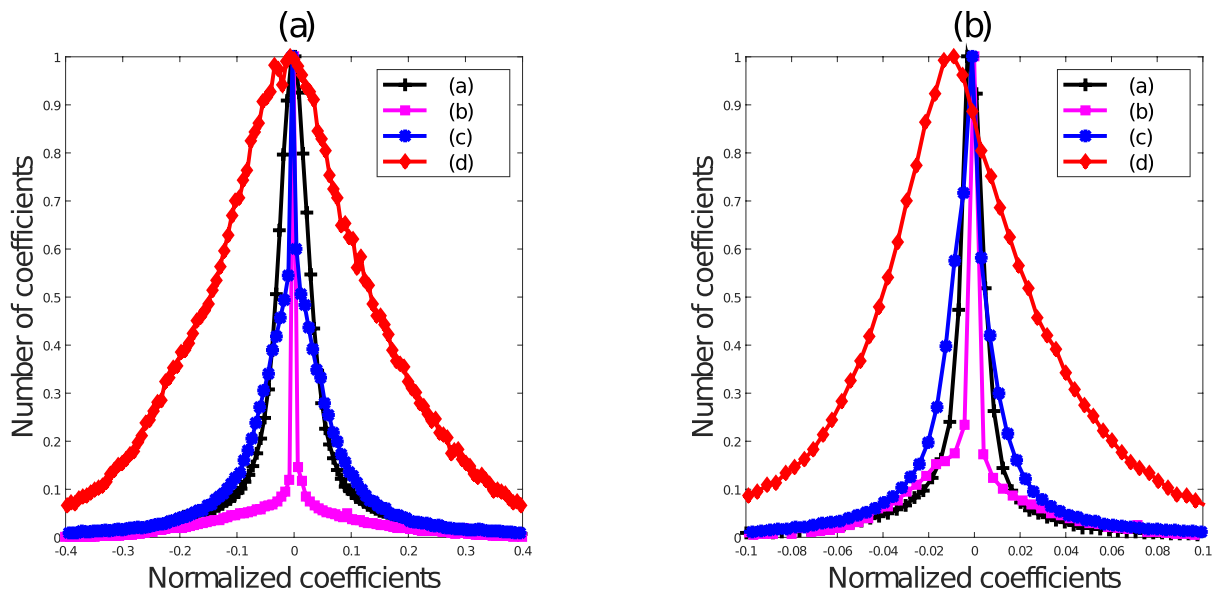 (a)
1
0.9
0.8
0.7
0.6
0.5
0.4
0.3
0.2
0.1
0
-0.4 -0.3 -0.2 -0.1 0 0.1 0.2 0.3 0.4
Number of coefficients
Normalized coefficients
(a)
(b)
(c)
(d)
(b)
1
0.9
0.8
0.7
0.6
0.5
0.4
0.3
0.2
0.1
0
-0.1 -0.08 -0.06 -0.04 -0.02 0 0.02 0.04 0.06 0.08 0.1
Number of coefficients
Normalized coefficients
(a)
(b)
(c)
(d)